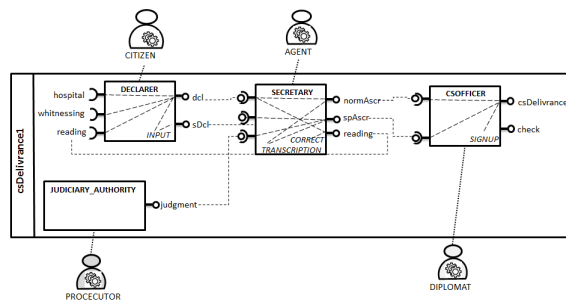 CITIZEN
AGENT
csDelivrance1
DECLARER
hospital
whitnessing
reading
INPUT
dcl
sDcl
SECRETARY
CORRECT
TRANSCRIPTION
normAscr
spAscr
reading
CSOFFICER
SIGNUP
csDelivrance
check
JUDICIARY_AUTHORITY
judgment
PROCECUTOR
DIPLOMAT